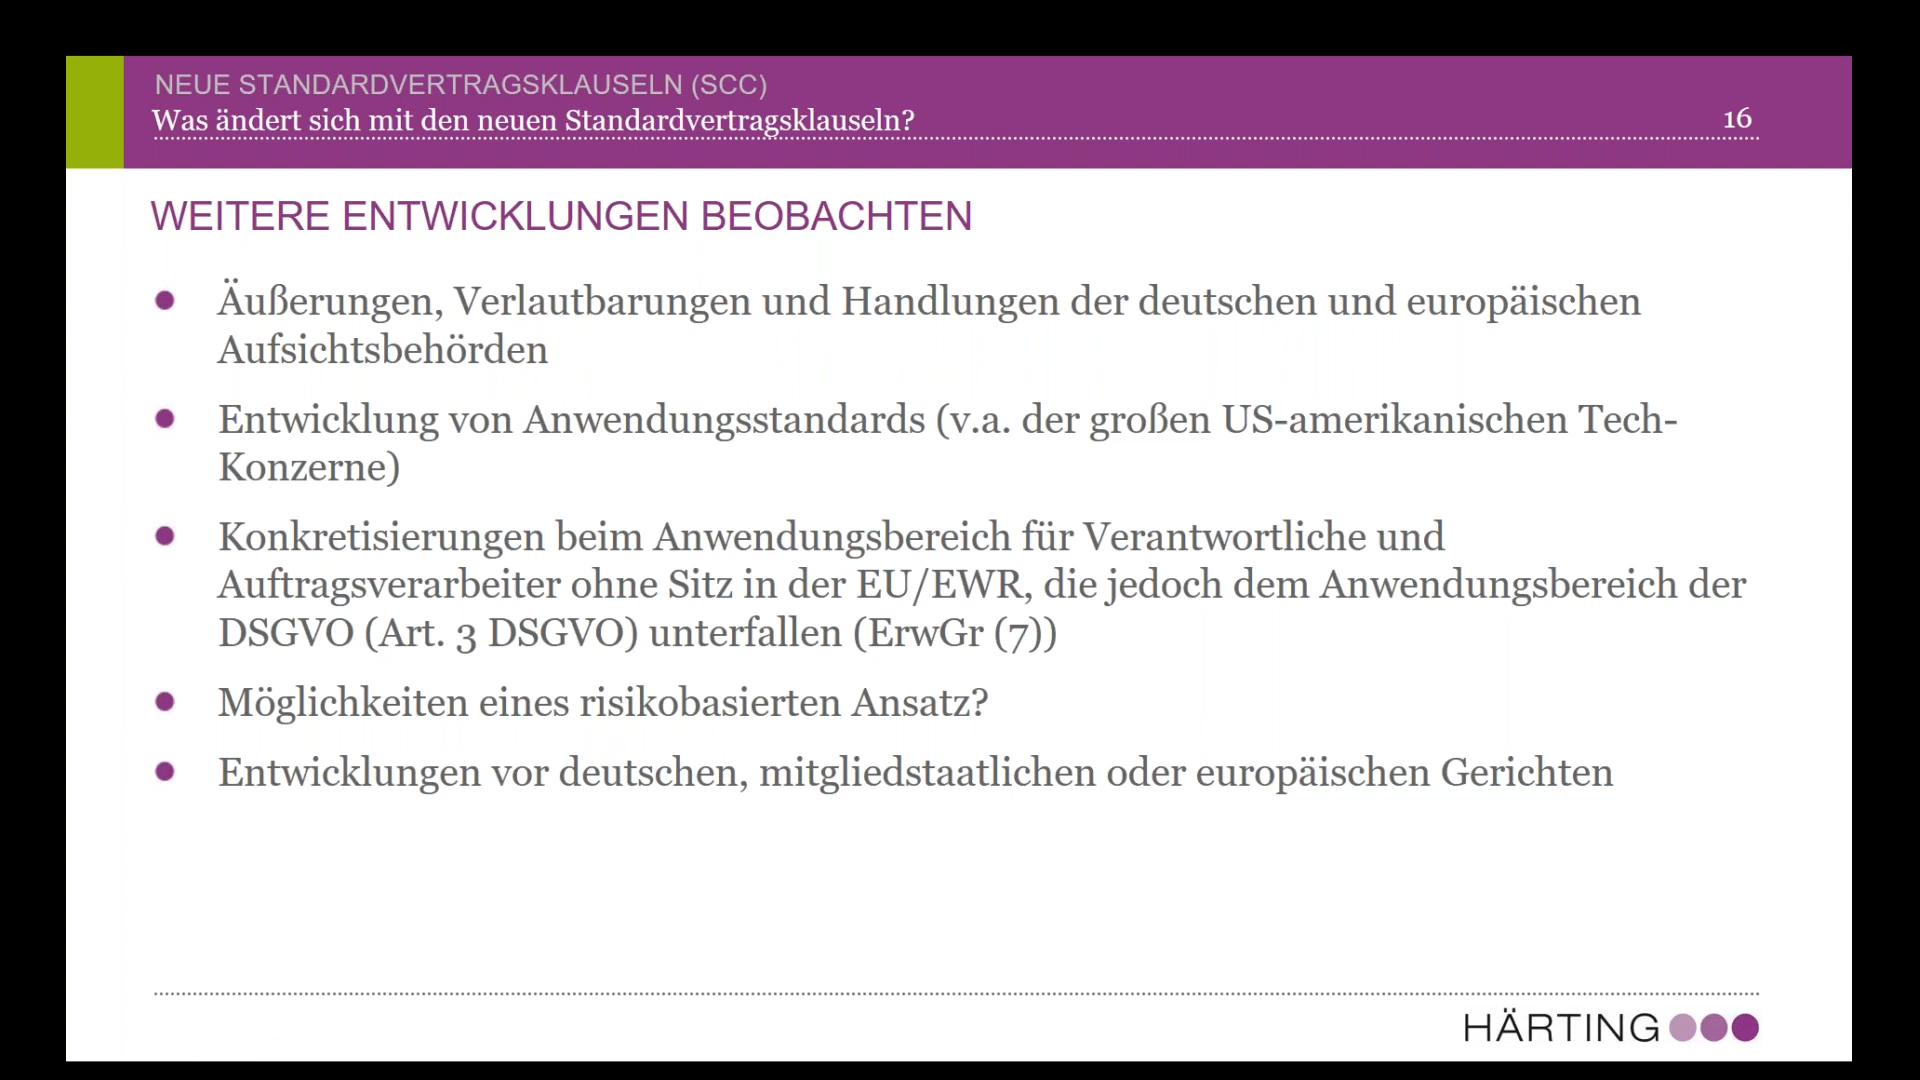 NEUE STANDARDVERTRAGSKLAUSELN (SCC)
Was ändert sich mit den neuen Standardvertragsklauseln?
16
WEITERE ENTWICKLUNGEN BEOBACHTEN
Äußerungen, Verlautbarungen und Handlungen der deutschen und europäischen
Aufsichtsbehörden
Entwicklung von Anwendungsstandards (v.a. der großen US-amerikanischen Tech-
Konzerne)
Konkretisierungen beim Anwendungsbereich für Verantwortliche und
Auftragsverarbeiter ohne Sitz in der EU/EWR, die jedoch dem Anwendungsbereich der
DSGVO (Art. 3 DSGVO) unterfallen (ErwGr (7))
Möglichkeiten eines risikobasierten Ansatz?
Entwicklungen vor deutschen, mitgliedstaatlichen oder europäischen Gerichten
HÄRTING